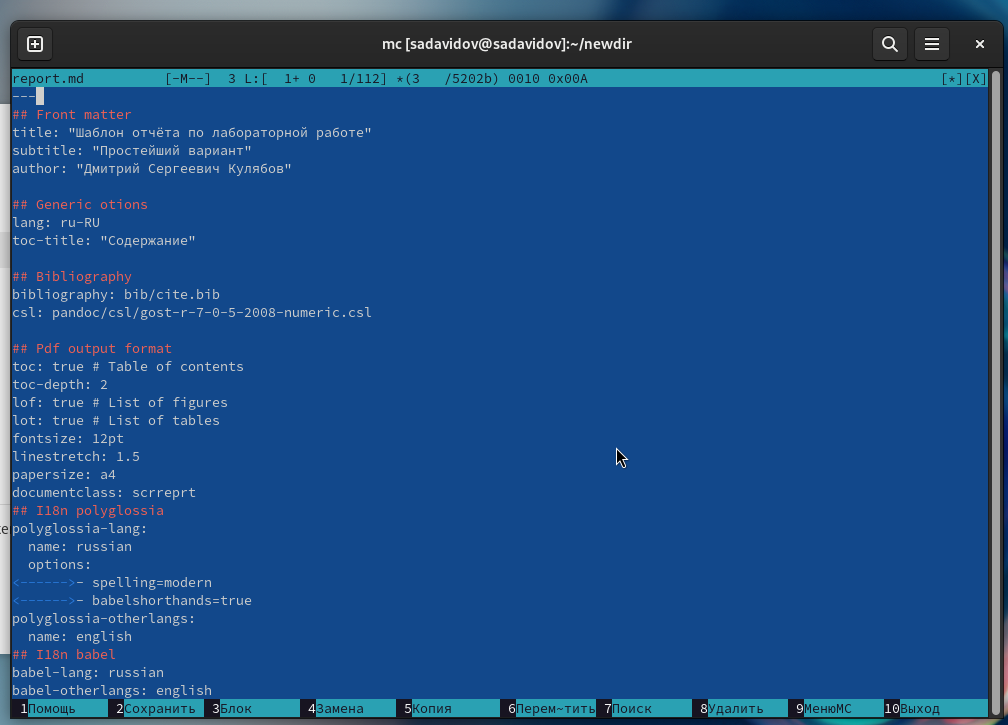 mc [sadavidov@sadavidov]:~/newdir
report.md [-M--] 3 L:[ 1+ 0 1/112] *(3 /5202b) 0010 0x00A [*][X]
---
## Front matter
title: "Шаблон отчёта по лабораторной работе"
subtitle: "Простейший вариант"
author: "Дмитрий Сергеевич Кулябов"

## Generic otions
lang: ru-RU
toc-title: "Содержание"

## Bibliography
bibliography: bib/cite.bib
csl: pandoc/csl/gost-r-7-0-5-2008-numeric.csl

## Pdf output format
toc: true # Table of contents
toc-depth: 2
lof: true # List of figures
lot: true # List of tables
fontsize: 12pt
linestretch: 1.5
papersize: a4
documentclass: scrreprt
## I18n polyglossia
polyglossia-lang:
  name: russian
  options:
<------>- spelling=modern
<------>- babelshorthands=true
polyglossia-otherlangs:
  name: english
## I18n babel
babel-lang: russian
babel-otherlangs: english
1Помощь 2Сохранить 3Блок 4Замена 5Копия 6Перем~тить 7Поиск 8Удалить 9МенюMC 10Выход